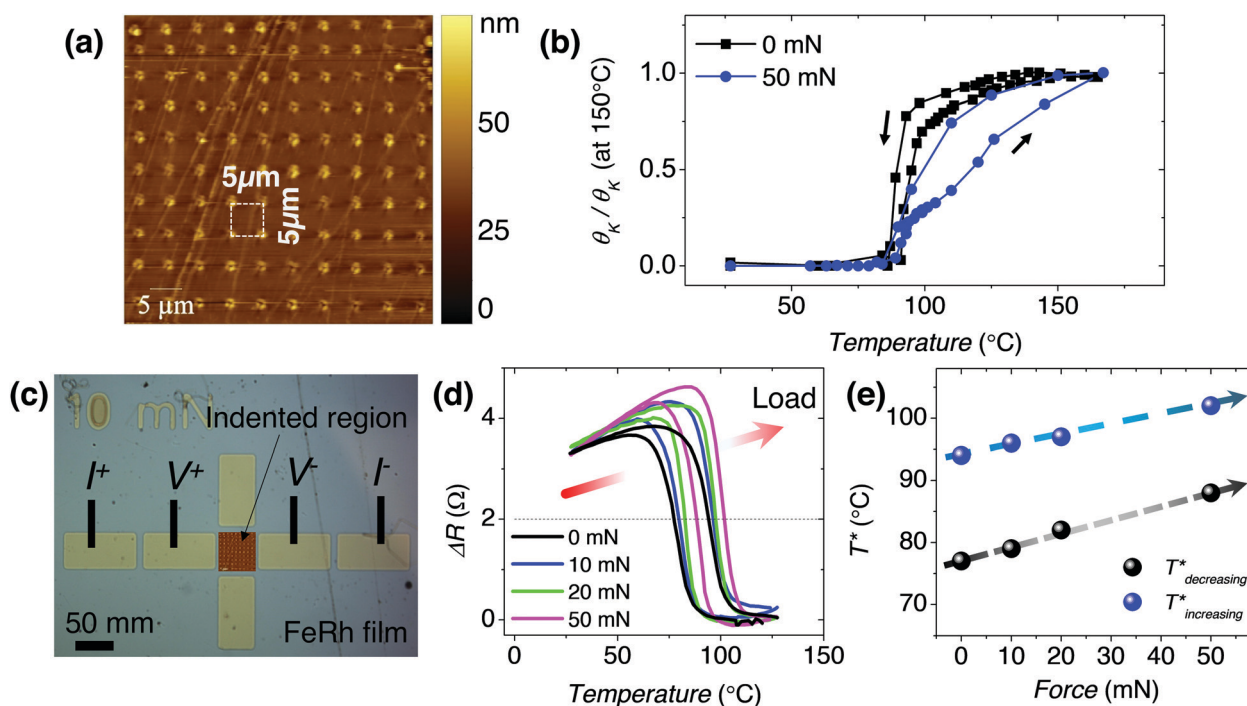 (a)
nm
50
25
0
5μm
5μm
5 μm
(b)
0 mN
50 mN
1.0
0.5
0.0
θK / θK (at 150°C)
50
100
150
Temperature (°C)
(c)
10 mN
Indented region
I+
V+
V-
I-
50 mm
FeRh film
(d)
Load
4
2
0
ΔR (Ω)
0 mN
10 mN
20 mN
50 mN
0
50
100
150
Temperature (°C)
(e)
100
90
80
70
T* (°C)
T*decreasing
T*increasing
0
10
20
30
40
50
Force (mN)